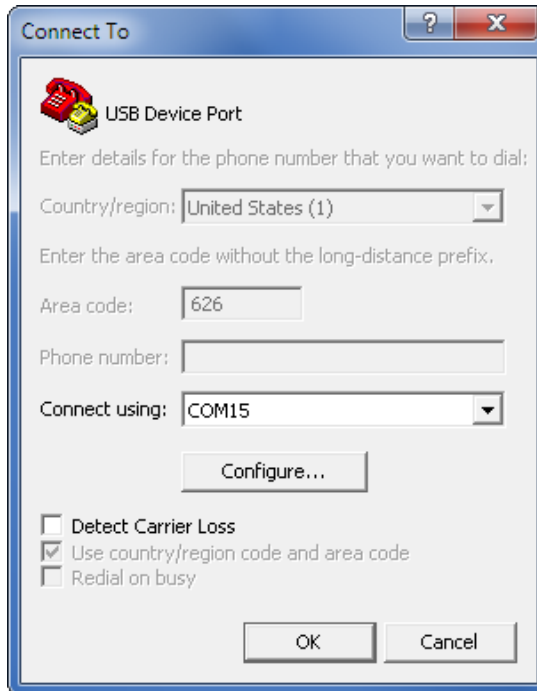 Connect To
? X
USB Device Port
Enter details for the phone number that you want to dial:
Country/region: United States (1)
Enter the area code without the long-distance prefix.
Area code: 626
Phone number:
Connect using: COM15
Configure...
Detect Carrier Loss
Use country/region code and area code
Redial on busy
OK Cancel